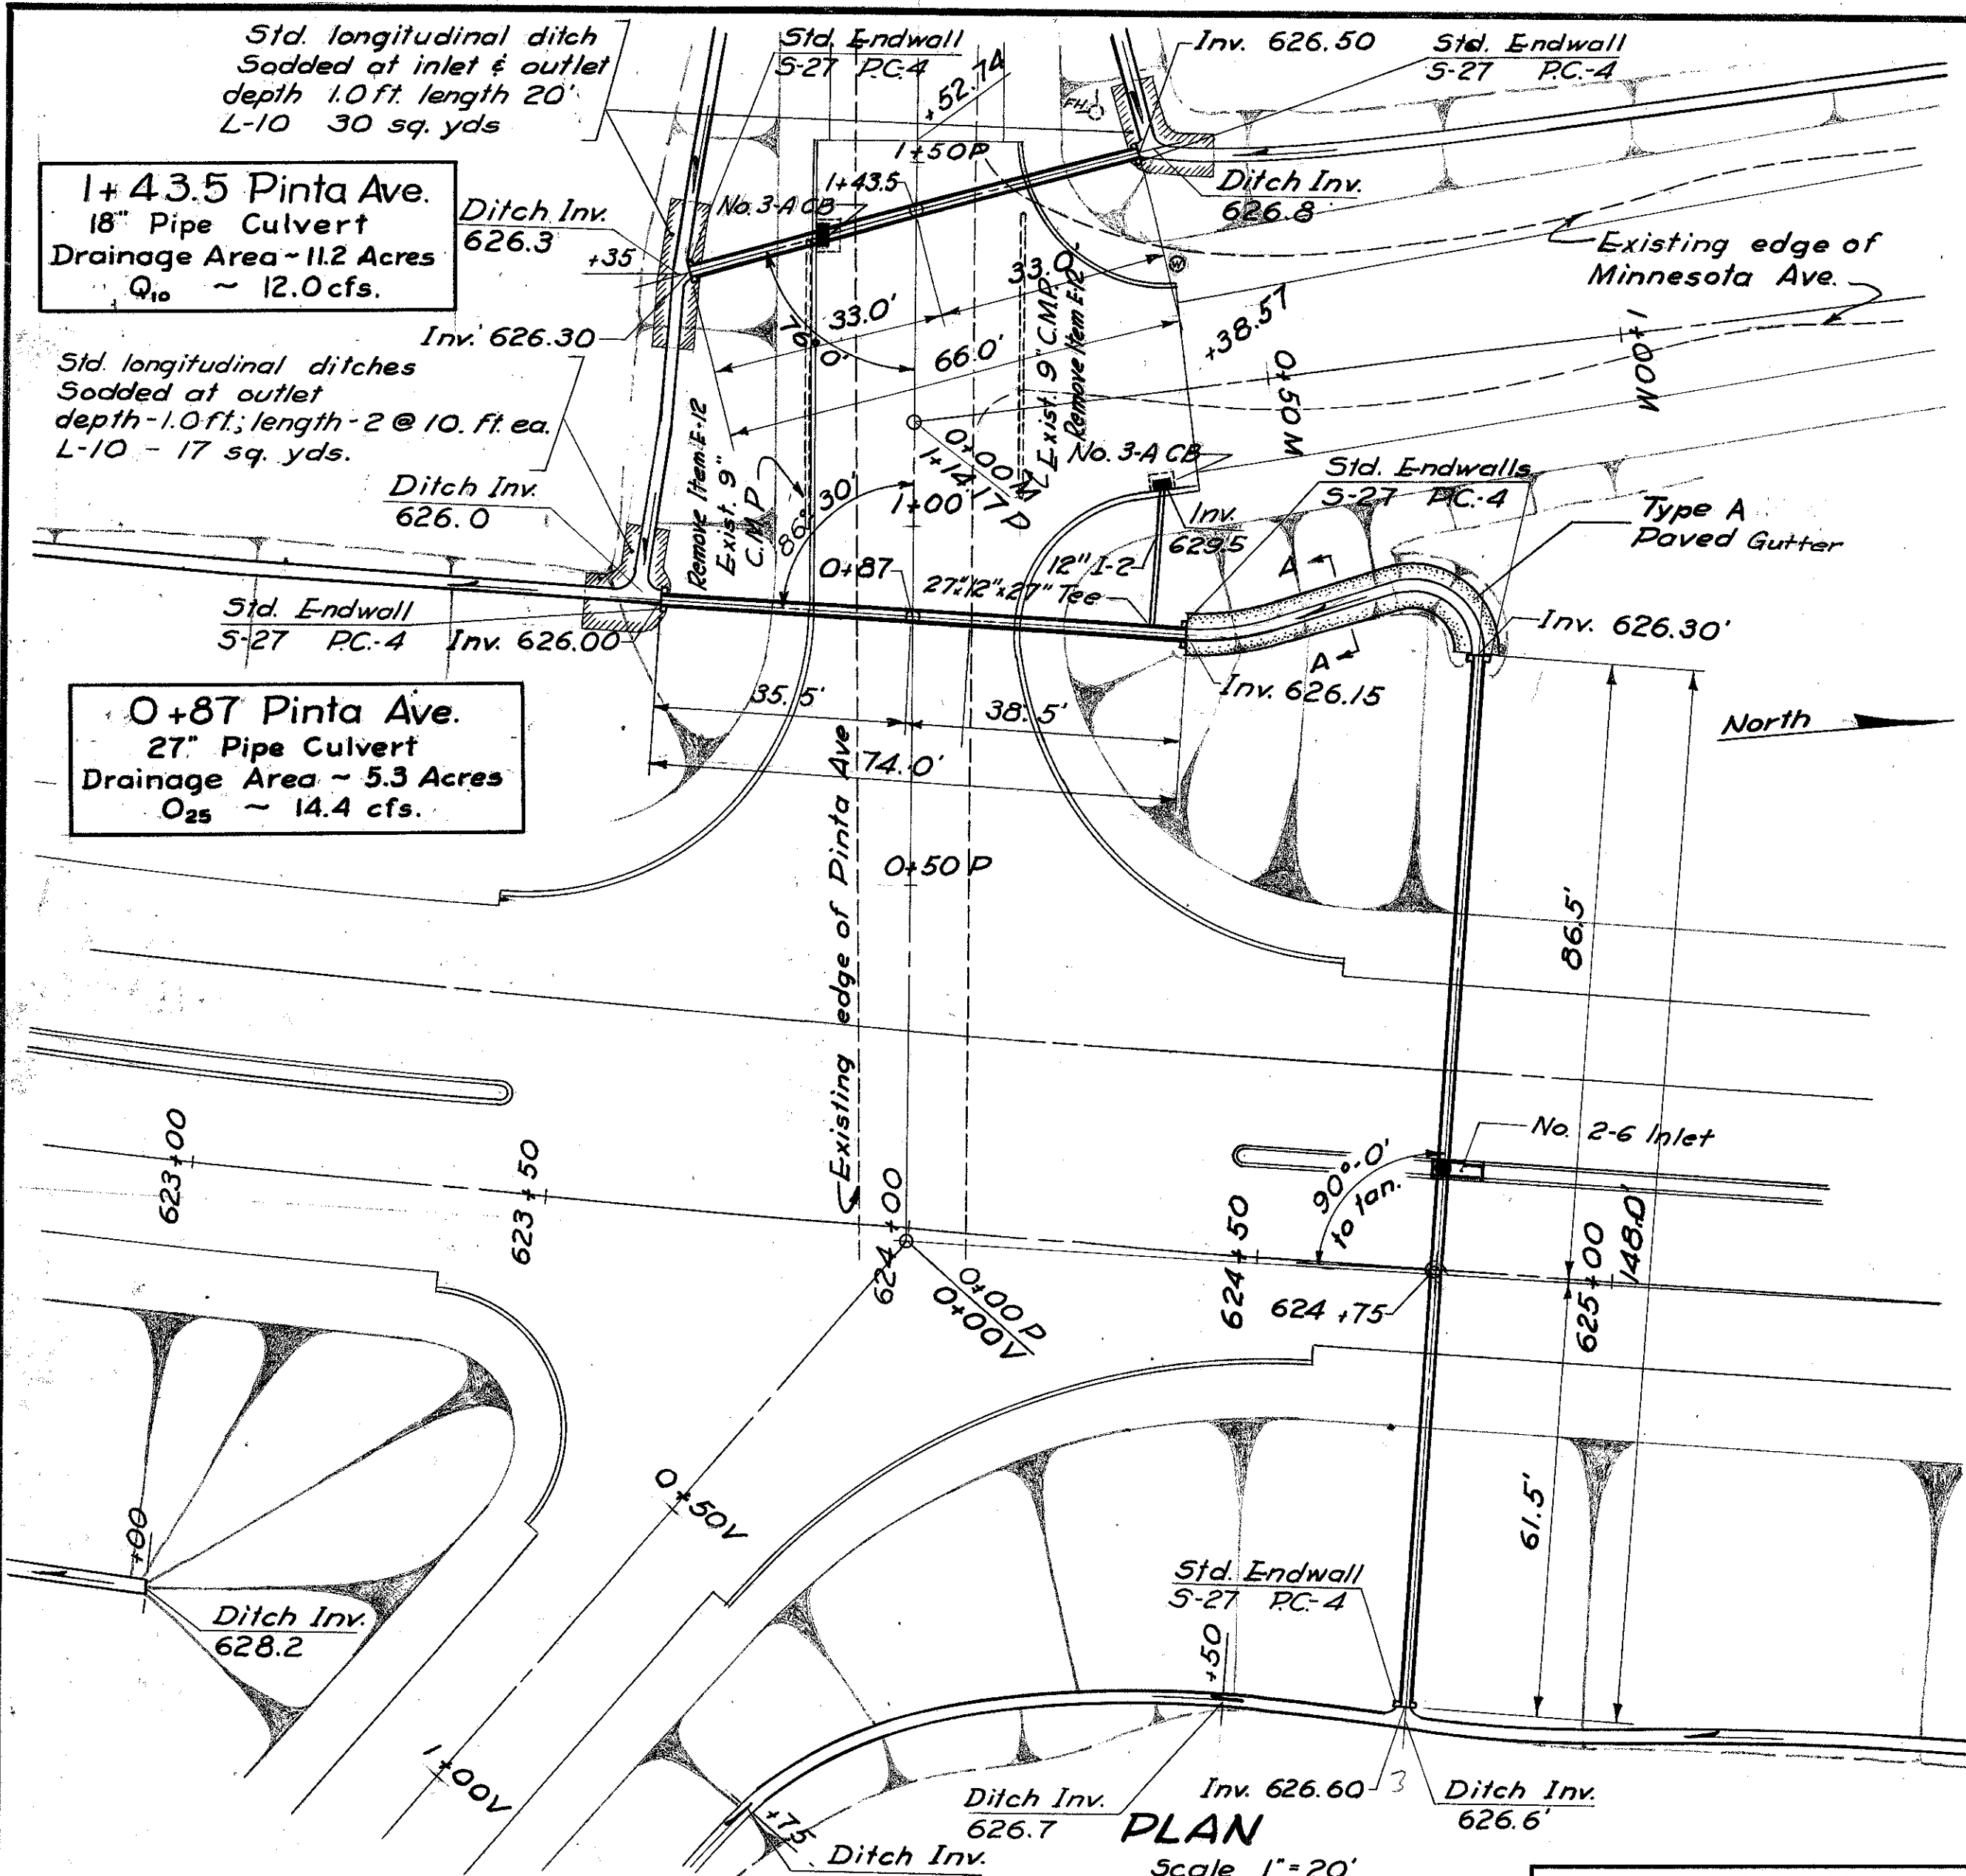 Std. longitudinal ditch
Sodded at inlet & outlet
depth 1.0 ft. length 20'
L-10 30 sq. yds
Std. Endwall
S-27 P.C.-4
+52.74
Inv. 626.50
Std. Endwall
S-27 P.C.-4
FH
1+50P
1+43.5 Pinta Ave.
18" Pipe Culvert
Drainage Area ~ 11.2 Acres
Q10 ~ 12.0 cfs.
Ditch Inv.
626.3
No. 3-A CB
1+43.5
Ditch Inv.
626.8
+35
Existing edge of
Minnesota Ave.
W
33.0'
33.0'
66.0'
Inv. 626.30
+38.57
Exist. 9" C.M.P.
Remove Item E-12
0+50M
1+00M
Std. longitudinal ditches
Sodded at outlet
depth - 1.0 ft.; length - 2 @ 10. ft. ea.
L-10 - 17 sq. yds.
Remove Item E-12
Exist. 9"
C.M.P.
0+00M
1+14.17 P
No. 3-A CB
Std. Endwalls
S-27 P.C.-4
Ditch Inv.
626.0
86° 30'
1+00
Inv.
629.5
Type A
Paved Gutter
0+87
12" I-2
27"x12"x27" Tee
A
A
Std. Endwall
S-27 P.C.-4
Inv. 626.00
Inv. 626.30'
Inv. 626.15
35.5'
38.5'
74.0'
North
0+87 Pinta Ave.
27" Pipe Culvert
Drainage Area ~ 5.3 Acres
Q25 ~ 14.4 cfs.
Existing edge of Pinta Ave
0+50 P
86.5'
148.0'
61.5'
No. 2-6 Inlet
90°-0'
to tan.
623+00
623+50
624+00
0+00 P
0+00V
624+50
624+75
625+00
0+50V
1+00V
+00
Ditch Inv.
628.2
Std. Endwall
S-27 P.C.-4
+50
+75
Ditch Inv.
Ditch Inv.
626.7
Inv. 626.60
3
Ditch Inv.
626.6'
PLAN
Scale 1"=20'